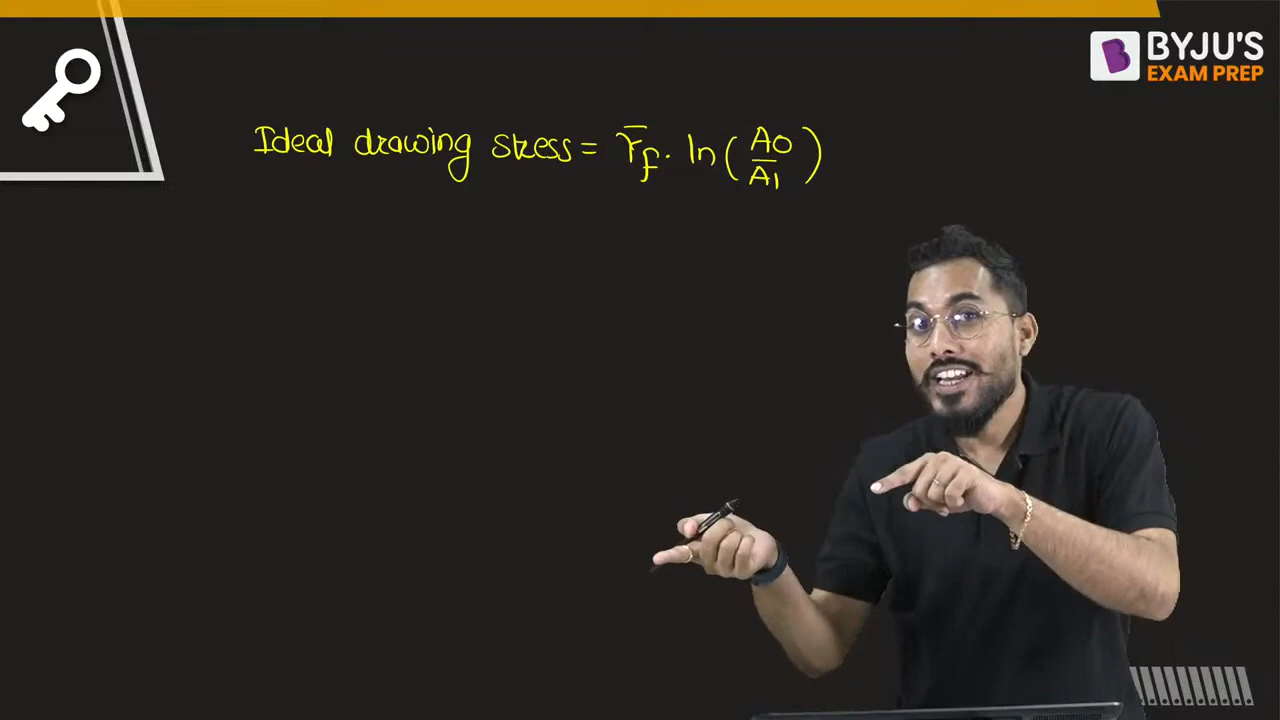 BYJU'S
EXAM PREP
Ideal drawing stress = Y̅f . ln (A0/A1)